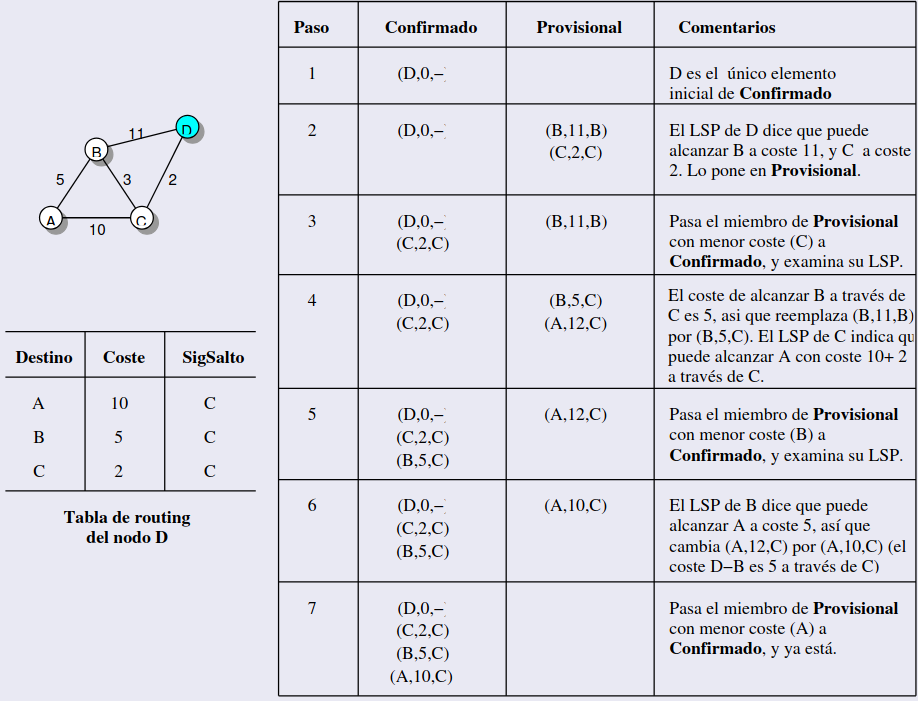 Paso Confirmado Provisional Comentarios
1 (D,0,– D es el único elemento
inicial de Confirmado
2 (D,0,– (B,11,B) El LSP de D dice que puede
(C,2,C) alcanzar B a coste 11, y C a coste
2. Lo pone en Provisional.
3 (D,0,– (B,11,B) Pasa el miembro de Provisional
(C,2,C) con menor coste (C) a
Confirmado, y examina su LSP.
4 (D,0,– (B,5,C) El coste de alcanzar B a través de
(C,2,C) (A,12,C) C es 5, asi que reemplaza (B,11,B)
por (B,5,C). El LSP de C indica qu
puede alcanzar A con coste 10+ 2
a través de C.
5 (D,0,– (A,12,C) Pasa el miembro de Provisional
(C,2,C) con menor coste (B) a
(B,5,C) Confirmado, y examina su LSP.
6 (D,0,– (A,10,C) El LSP de B dice que puede
(C,2,C) alcanzar A a coste 5, así que
(B,5,C) cambia (A,12,C) por (A,10,C) (el
coste D–B es 5 a través de C)
7 (D,0,– Pasa el miembro de Provisional
(C,2,C) con menor coste (A) a
(B,5,C) Confirmado, y ya está.
(A,10,C)
11 D
B
5 3 2
A C
10
Destino Coste SigSalto
A 10 C
B 5 C
C 2 C
Tabla de routing
del nodo D